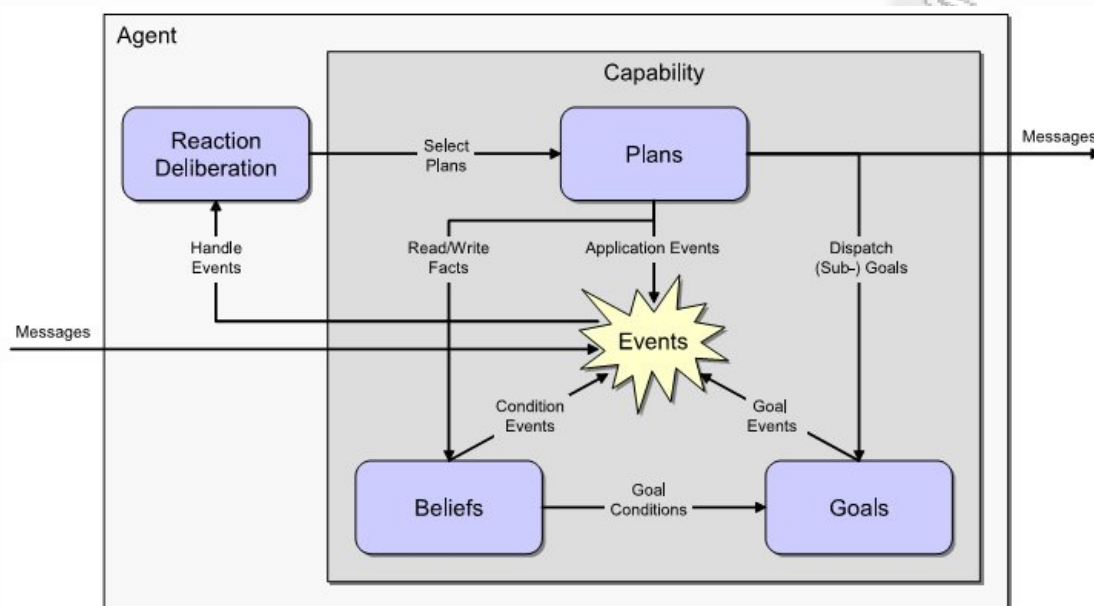 Agent
Capability
Reaction
Deliberation
Select
Plans
Plans
Messages
Handle
Events
Read/Write
Facts
Application Events
Dispatch
(Sub-) Goals
Messages
Events
Condition
Events
Goal
Events
Beliefs
Goal
Conditions
Goals